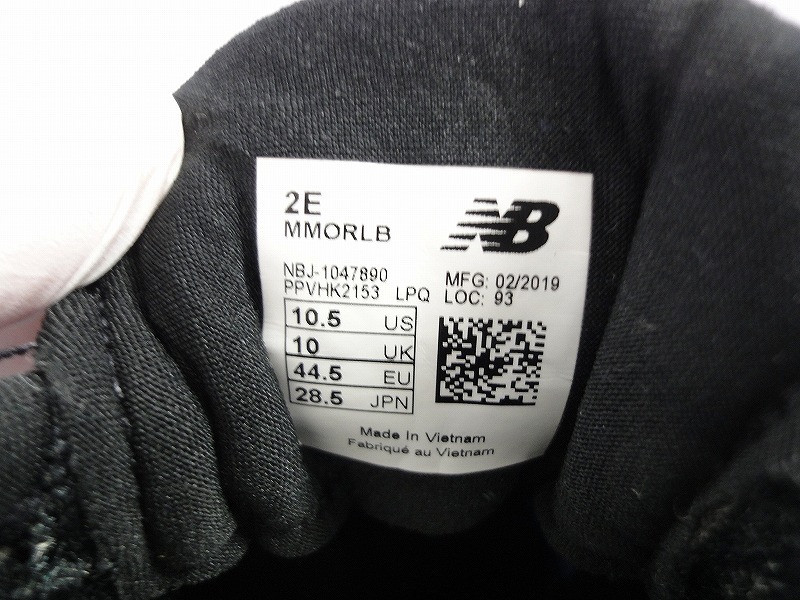 2E
MMORLB
NB
NBJ-1047890
PPVHK2153 LPQ
MFG: 02/2019
LOC: 93
10.5 US
10 UK
44.5 EU
28.5 JPN
Made In Vietnam
Fabriqué au Vietnam